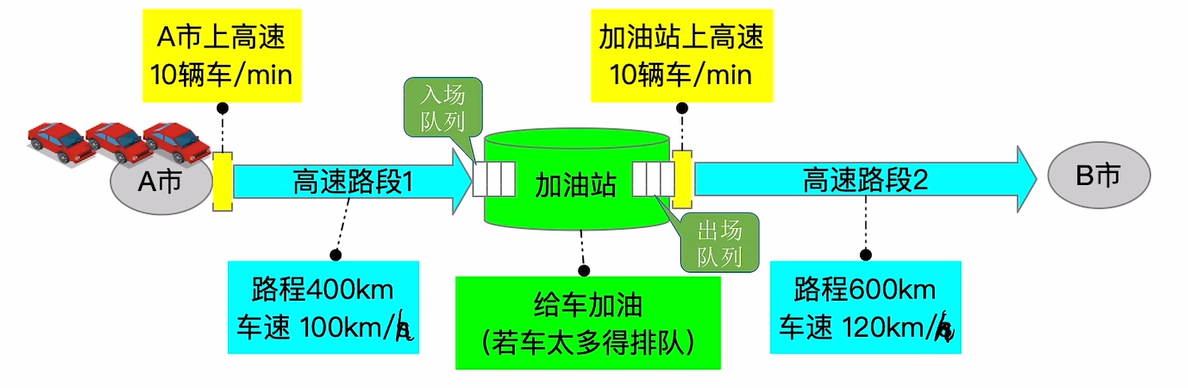 A市上高速
10辆车/min
加油站上高速
10辆车/min
入场
队列
A市
高速路段1
加油站
高速路段2
B市
出场
队列
路程400km
车速 100km/h
给车加油
(若车太多得排队)
路程600km
车速 120km/h